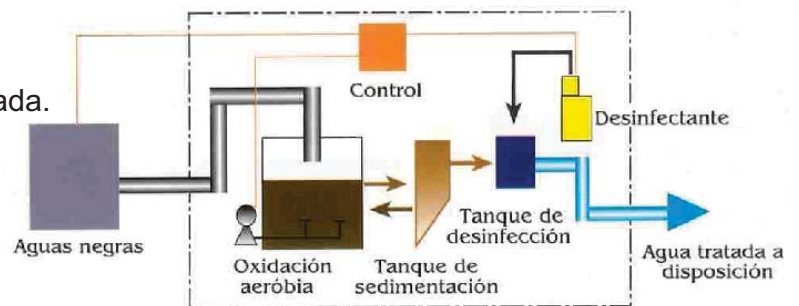 ada.
Control
Desinfectante
Aguas negras
Oxidación
aeróbia
Tanque de
sedimentación
Tanque de
desinfección
Agua tratada a
disposición